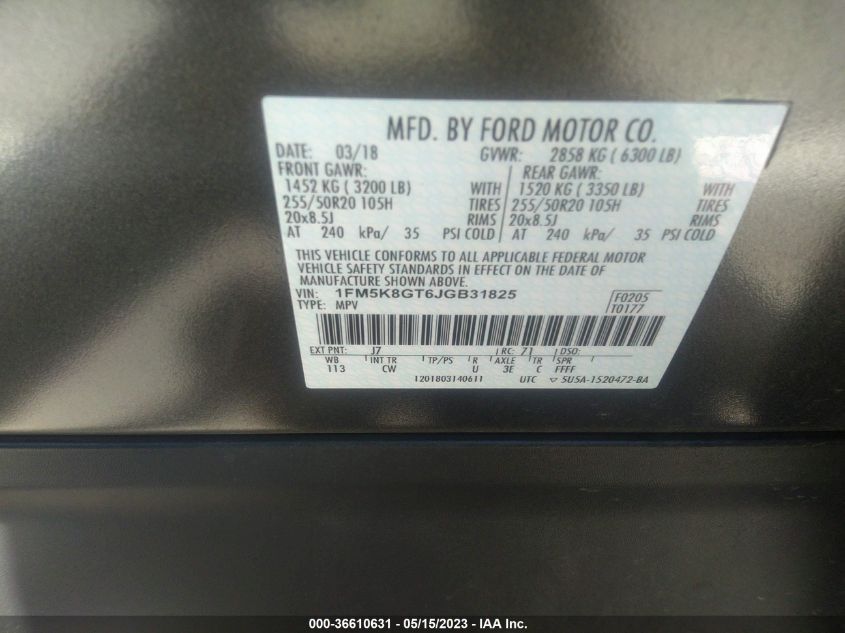 MFD. BY FORD MOTOR CO.
DATE: 03/18 GVWR: 2858 KG ( 6300 LB)
FRONT GAWR: REAR GAWR:
1452 KG ( 3200 LB) WITH 1520 KG ( 3350 LB) WITH
255/50R20 105H TIRES 255/50R20 105H TIRES
20x8.5J RIMS 20x8.5J RIMS
AT 240 kPa/ 35 PSI COLD AT 240 kPa/ 35 PSI COLD
THIS VEHICLE CONFORMS TO ALL APPLICABLE FEDERAL MOTOR
VEHICLE SAFETY STANDARDS IN EFFECT ON THE DATE OF
MANUFACTURE SHOWN ABOVE.
VIN: 1FM5K8GT6JGB31825 F0205
TYPE: MPV T0177
EXT PNT: J7 RC: 71 DSO:
WB INT TR TP/PS R AXLE TR SPR
113 CW U 3E C FFFF
1201803140611 UTC ▽ 5U5A-1520472-BA
000-36610631 - 05/15/2023 - IAA Inc.